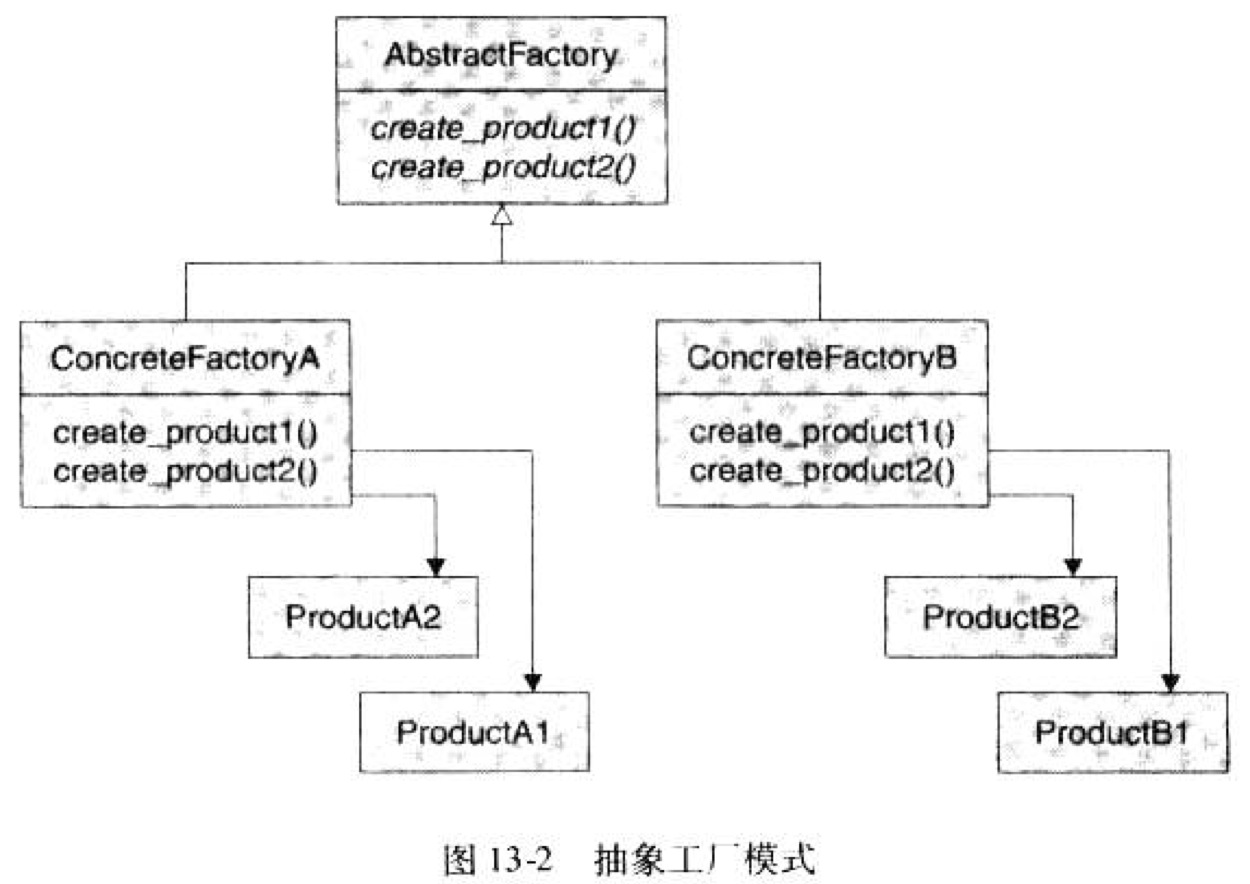 AbstractFactory
create_product1()
create_product2()
ConcreteFactoryA
create_product1()
create_product2()
ConcreteFactoryB
create_product1()
create_product2()
ProductA2
ProductB2
ProductA1
ProductB1
图 13-2 抽象工厂模式